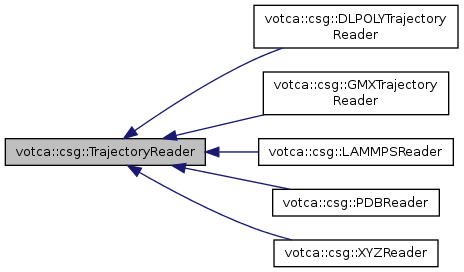 votca::csg::DLPOLYTrajectory
Reader
votca::csg::GMXTrajectory
Reader
votca::csg::TrajectoryReader
votca::csg::LAMMPSReader
votca::csg::PDBReader
votca::csg::XYZReader